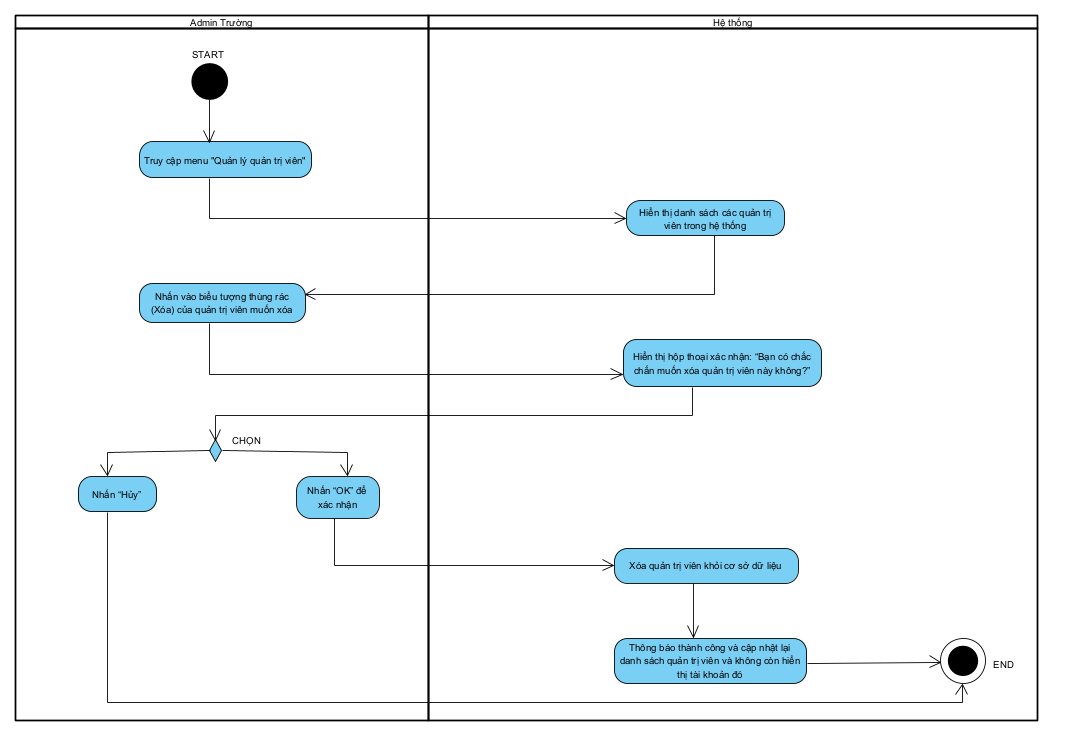 Admin Trường
Hệ thống
START
Truy cập menu "Quản lý quản trị viên"
Hiển thị danh sách các quản trị
viên trong hệ thống
Nhấn vào biểu tượng thùng rác
(Xóa) của quản trị viên muốn xóa
Hiển thị hộp thoại xác nhận: “Bạn có chắc
chắn muốn xóa quản trị viên này không?”
CHỌN
Nhấn “Hủy”
Nhấn “OK” để
xác nhận
Xóa quản trị viên khỏi cơ sở dữ liệu
Thông báo thành công và cập nhật lại
danh sách quản trị viên và không còn hiển
thị tài khoản đó
END